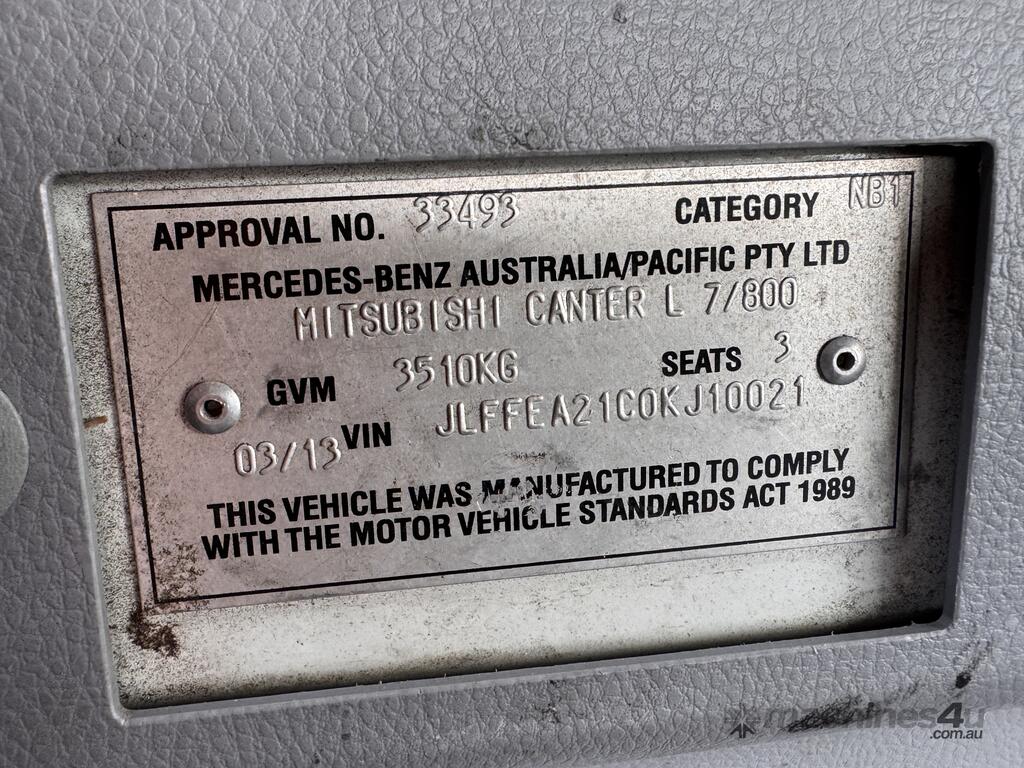 APPROVAL NO. 33493 CATEGORY NB1
MERCEDES-BENZ AUSTRALIA/PACIFIC PTY LTD
MITSUBISHI CANTER L 7/800
GVM 3510KG SEATS 3
03/13 VIN JLFFEA21C0KJ10021
THIS VEHICLE WAS MANUFACTURED TO COMPLY
WITH THE MOTOR VEHICLE STANDARDS ACT 1989
machines4u
.com.au